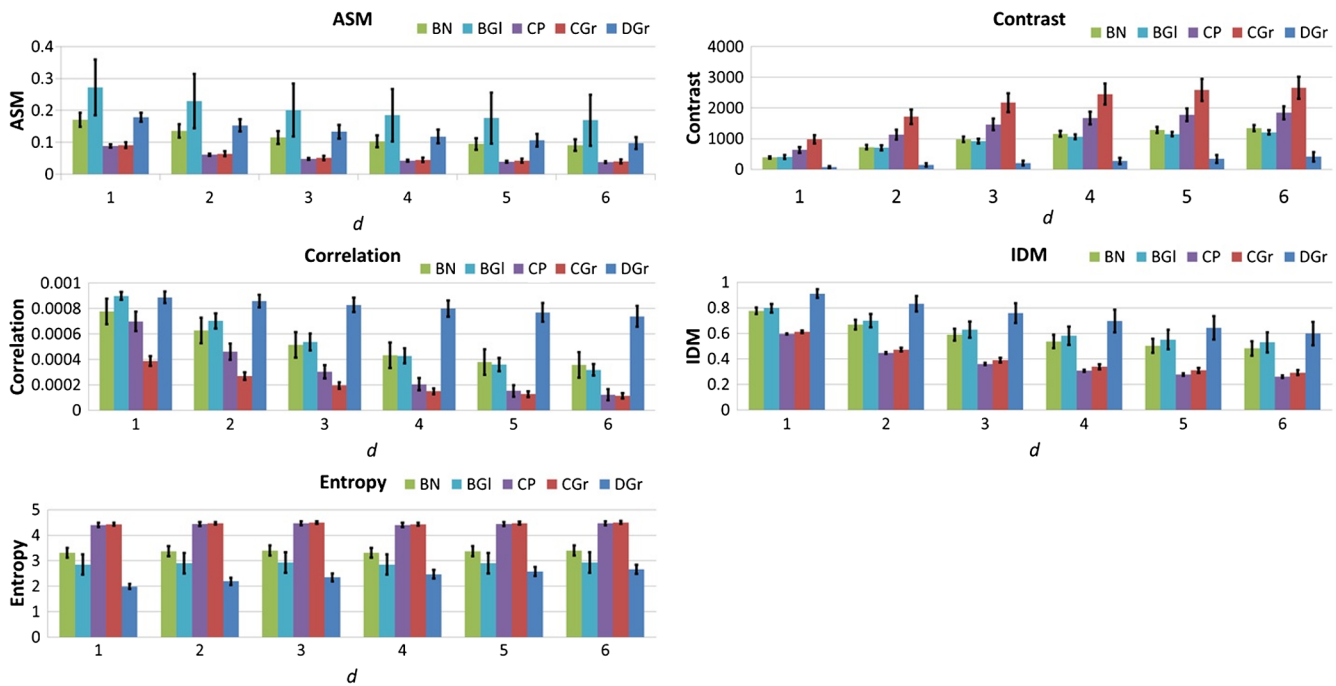 ASM
BN BGl CP CGr DGr
0.4
0.3
0.2
0.1
0
ASM
1 2 3 4 5 6
d
Contrast
BN BGl CP CGr DGr
4000
3000
2000
1000
0
Contrast
1 2 3 4 5 6
d
Correlation
BN BGl CP CGr DGr
0.001
0.0008
0.0006
0.0004
0.0002
0
Correlation
1 2 3 4 5 6
d
IDM
BN BGl CP CGr DGr
1
0.8
0.6
0.4
0.2
0
IDM
1 2 3 4 5 6
d
Entropy
BN BGl CP CGr DGr
5
4
3
2
1
0
Entropy
1 2 3 4 5 6
d